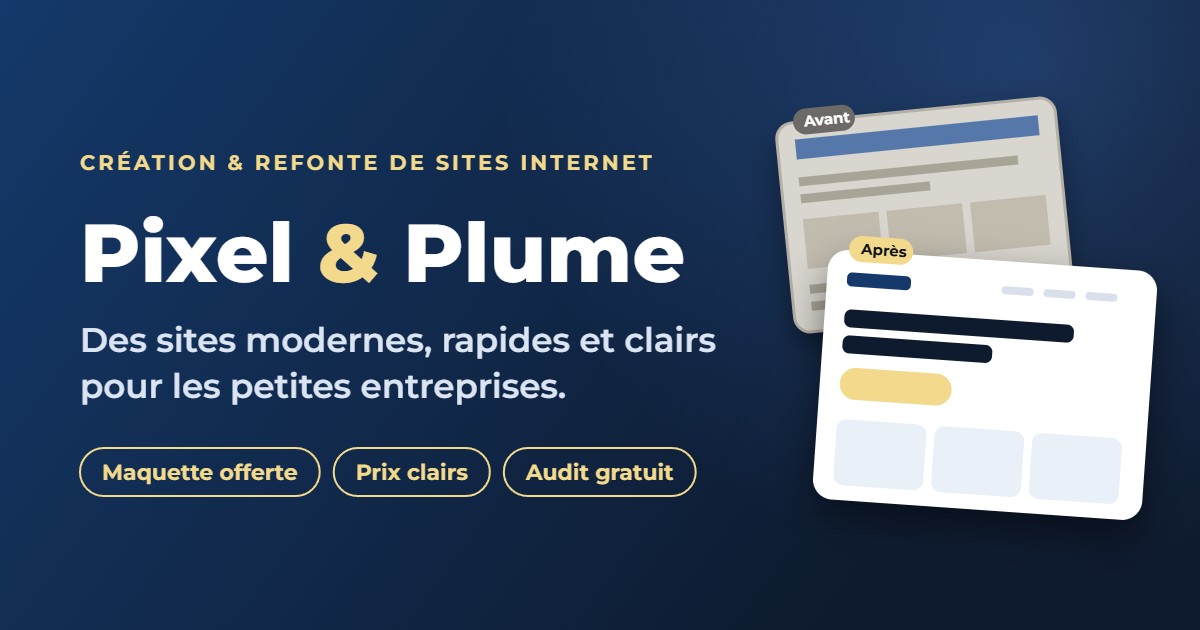 CRÉATION & REFONTE DE SITES INTERNET
Pixel & Plume
Des sites modernes, rapides et clairs
pour les petites entreprises.
Maquette offerte
Prix clairs
Audit gratuit
Avant
Après